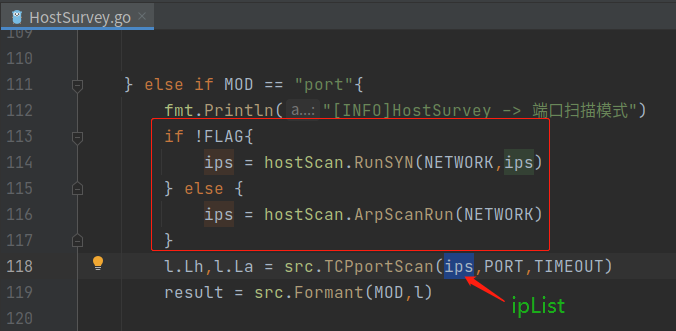 HostSurvey.go
109
110
111 } else if MOD == "port"{
112 fmt.Println( a...: "[INFO]HostSurvey -> 端口扫描模式")
113 if !FLAG{
114 ips = hostScan.RunSYN(NETWORK,ips)
115 } else {
116 ips = hostScan.ArpScanRun(NETWORK)
117 }
118 l.Lh,l.La = src.TCPportScan(ips,PORT,TIMEOUT)
119 result = src.Formant(MOD,l)
ipList